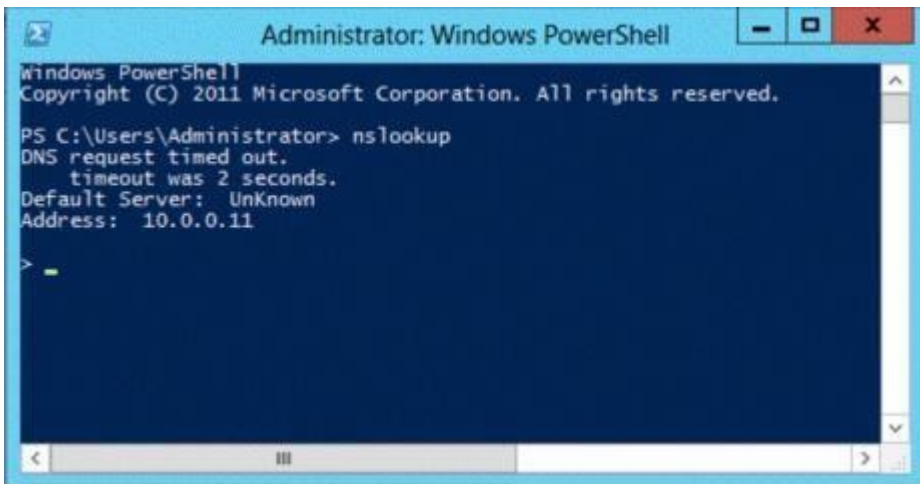 Administrator: Windows PowerShell
Windows PowerShell
Copyright (C) 2011 Microsoft Corporation. All rights reserved.
PS C:\Users\Administrator> nslookup
DNS request timed out.
    timeout was 2 seconds.
Default Server:  UnKnown
Address:  10.0.0.11
>